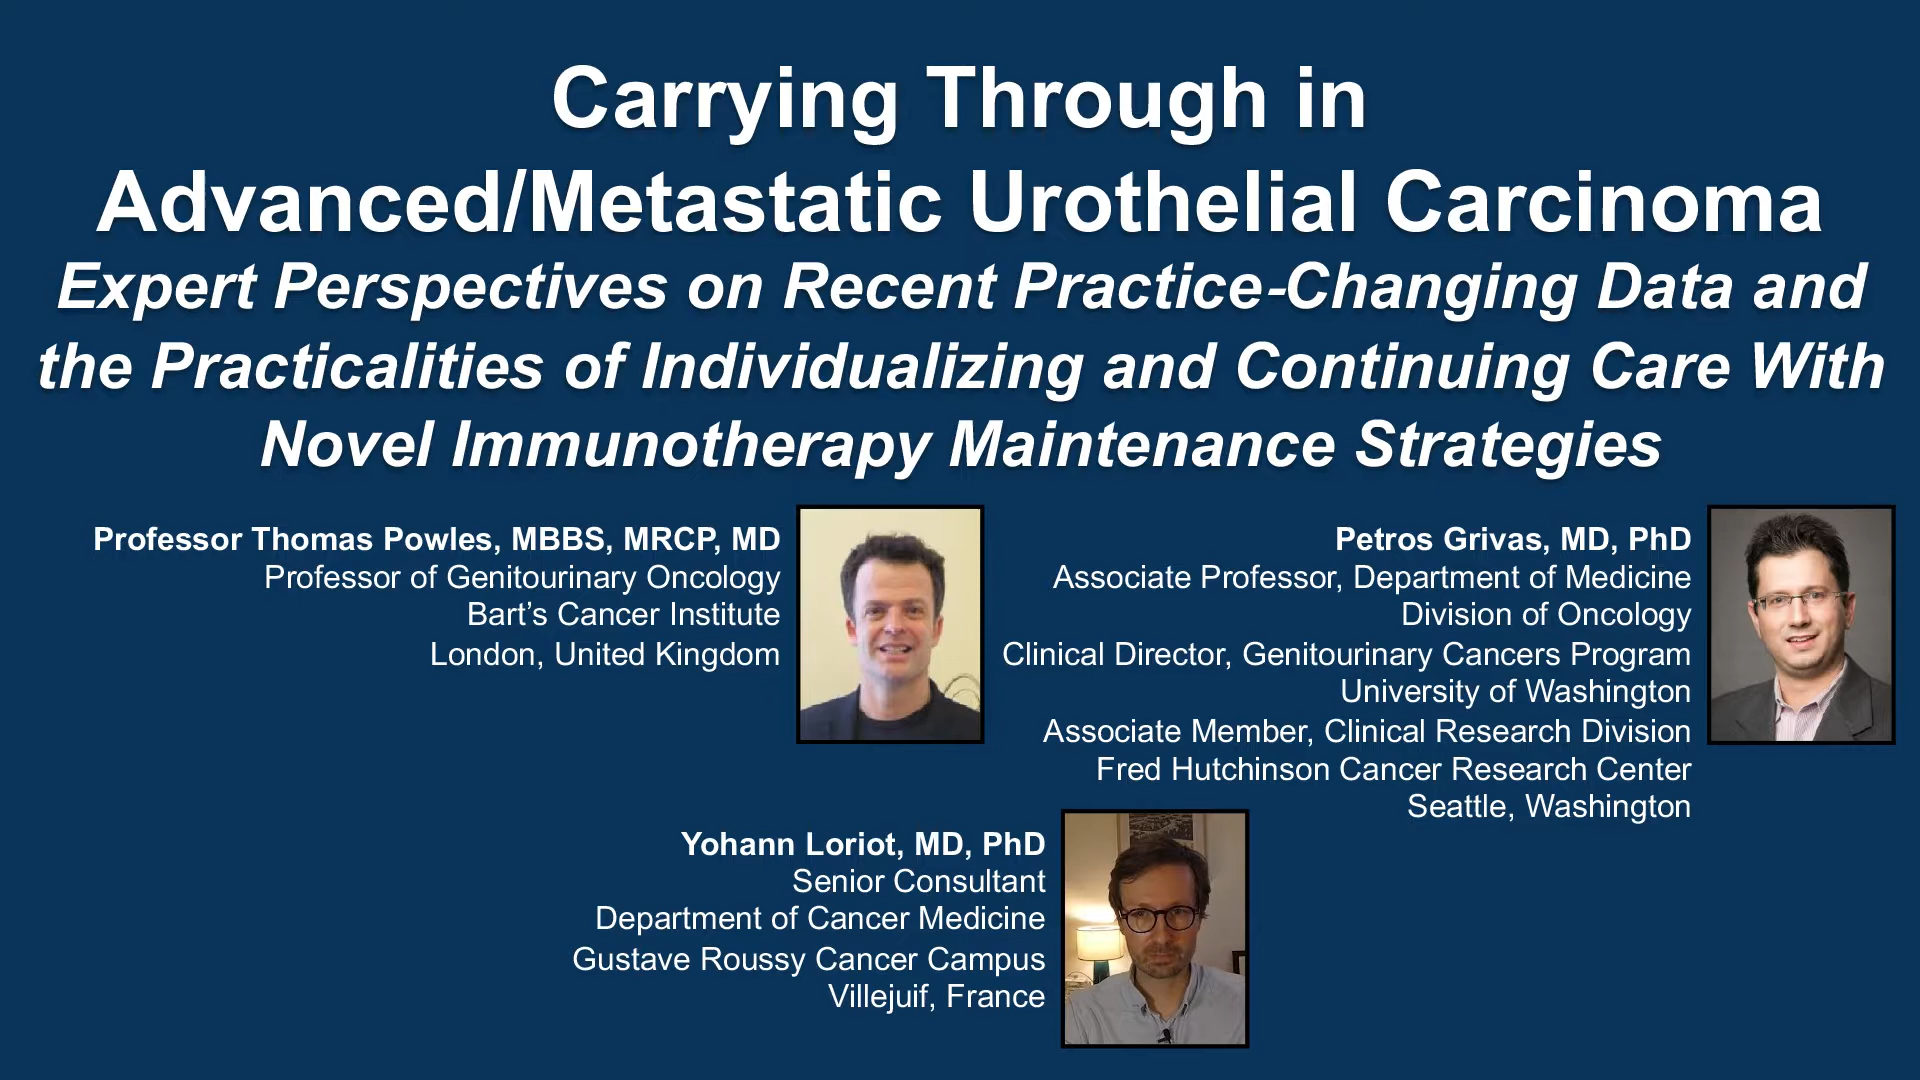 Carrying Through in
Advanced/Metastatic Urothelial Carcinoma
Expert Perspectives on Recent Practice-Changing Data and
the Practicalities of Individualizing and Continuing Care With
Novel Immunotherapy Maintenance Strategies
Professor Thomas Powles, MBBS, MRCP, MD
Professor of Genitourinary Oncology
Bart’s Cancer Institute
London, United Kingdom
Petros Grivas, MD, PhD
Associate Professor, Department of Medicine
Division of Oncology
Clinical Director, Genitourinary Cancers Program
University of Washington
Associate Member, Clinical Research Division
Fred Hutchinson Cancer Research Center
Seattle, Washington
Yohann Loriot, MD, PhD
Senior Consultant
Department of Cancer Medicine
Gustave Roussy Cancer Campus
Villejuif, France